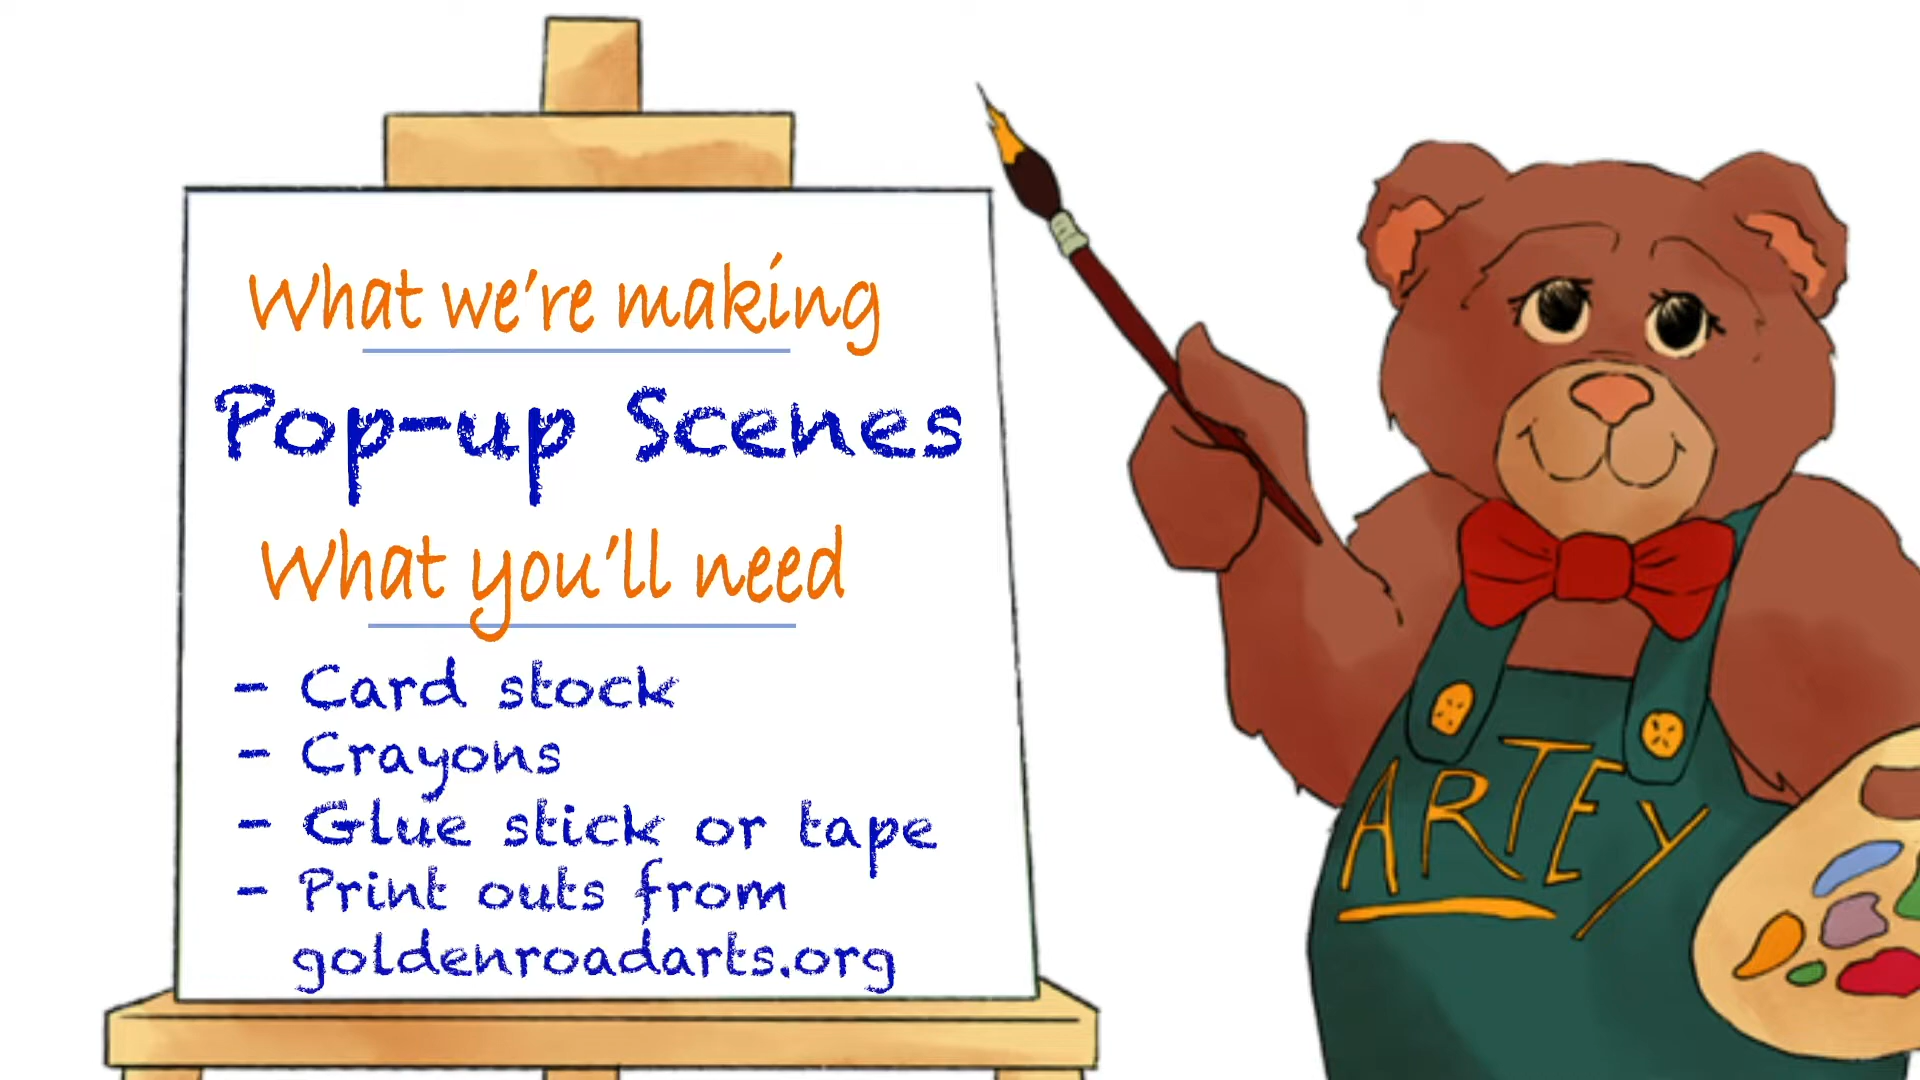 What we're making
Pop-up Scenes
What you'll need
- Card stock
- Crayons
- Glue stick or tape
- Print outs from
goldenroadarts.org
ARTEY